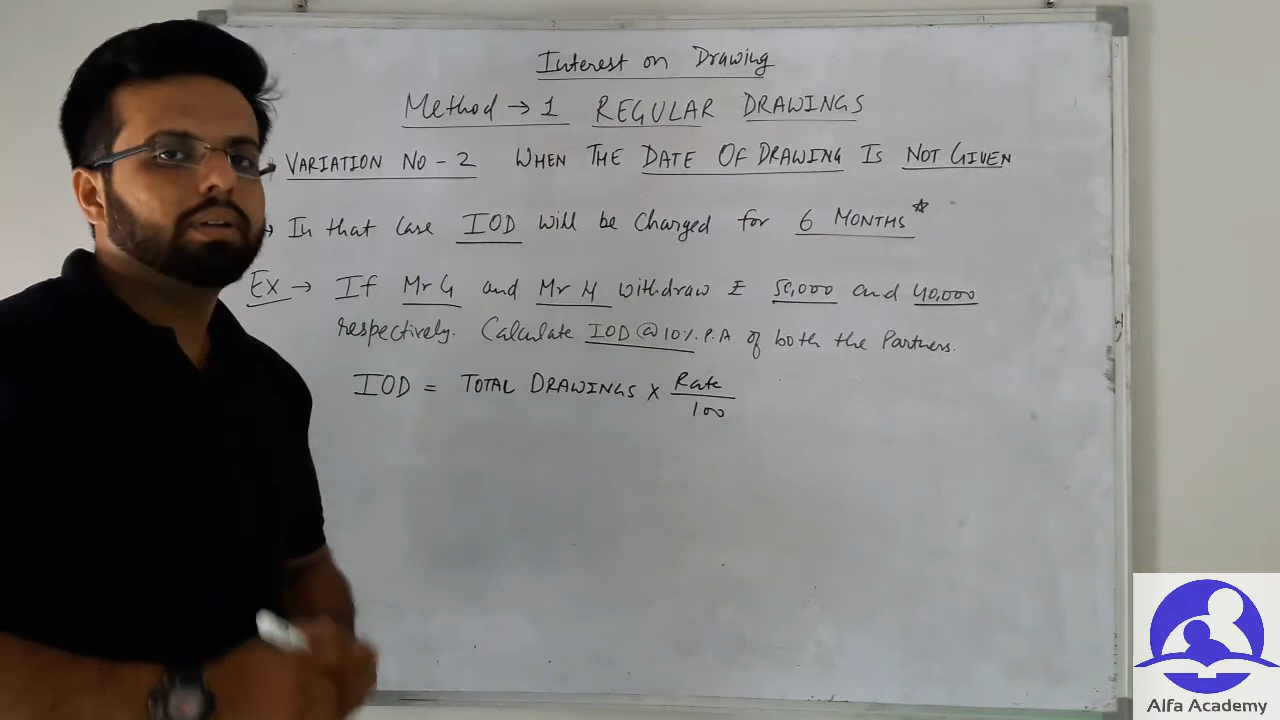 Interest on Drawing
Method → 1 REGULAR DRAWINGS
VARIATION NO - 2 WHEN THE DATE OF DRAWING IS NOT GIVEN
In that Case IOD will be Charged for 6 MONTHS*
Ex → If Mr G and Mr M withdraw ₹ 50,000 and 40,000
respectively. Calculate IOD @ 10%. P.A of both the Partners.
IOD = TOTAL DRAWINGS × Rate
100
Alfa Academy